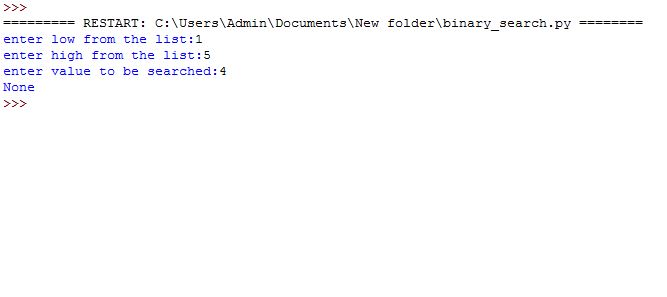 >>>
========= RESTART: C:\Users\Admin\Documents\New folder\binary_search.py ========
enter low from the list:1
enter high from the list:5
enter value to be searched:4
None
>>>